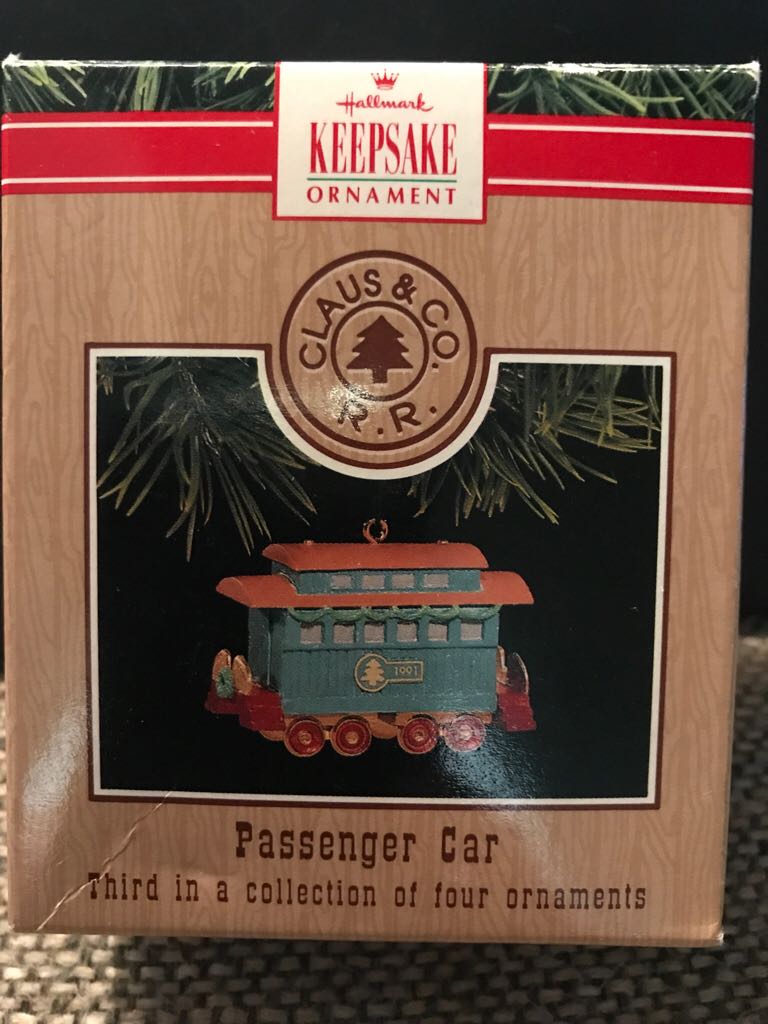 Hallmark
KEEPSAKE
ORNAMENT
CLAUS & CO.
R.R.
1991
Passenger Car
Third in a collection of four ornaments